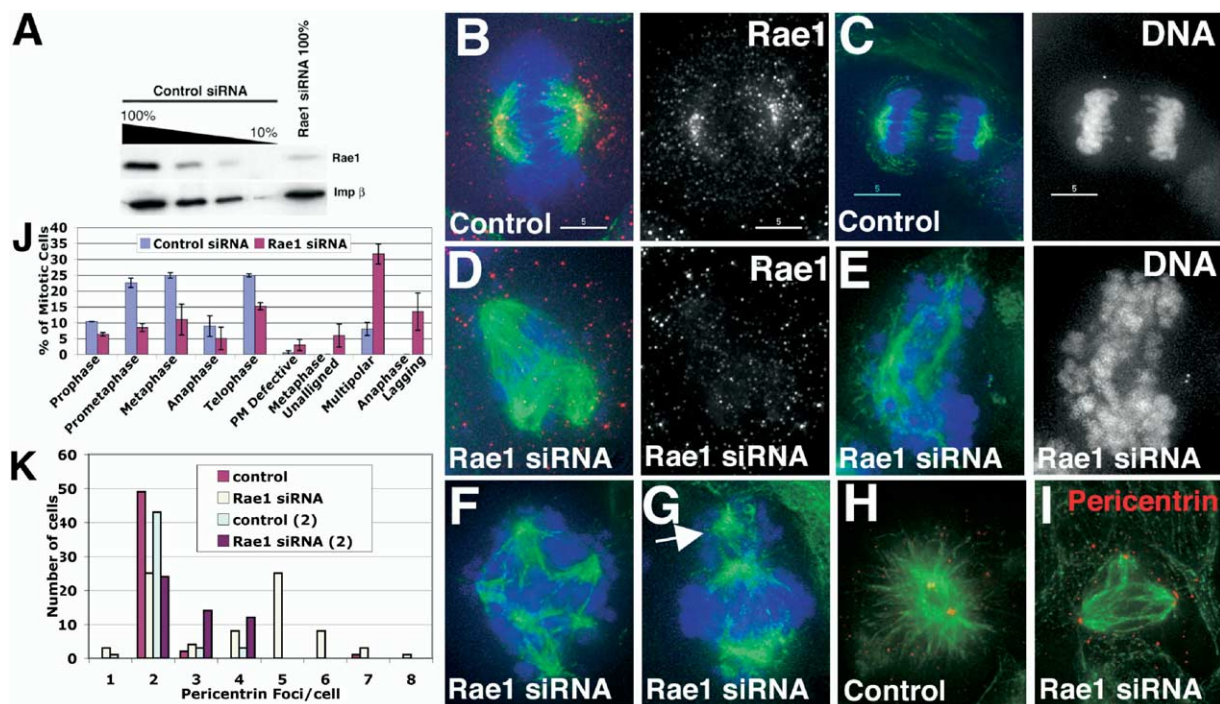 A
Control siRNA
Rae1 siRNA 100%
100%
10%
Rae1
Imp β
B
Control
5
Rae1
5
C
Control
5
DNA
5
D
Rae1 siRNA
Rae1
E
Rae1 siRNA
DNA
F
Rae1 siRNA
G
Rae1 siRNA
H
Control
I
Pericentrin
Rae1 siRNA
J
Control siRNA
Rae1 siRNA
% of Mitotic Cells
40
35
30
25
20
15
10
5
0
Prophase
Prometaphase
Metaphase
Anaphase
Telophase
PM Defective
Metaphase
Unalligned
Multipolar
Anaphase
Lagging
K
control
Rae1 siRNA
control (2)
Rae1 siRNA (2)
Number of cells
60
50
40
30
20
10
0
1 2 3 4 5 6 7 8
Pericentrin Foci/cell